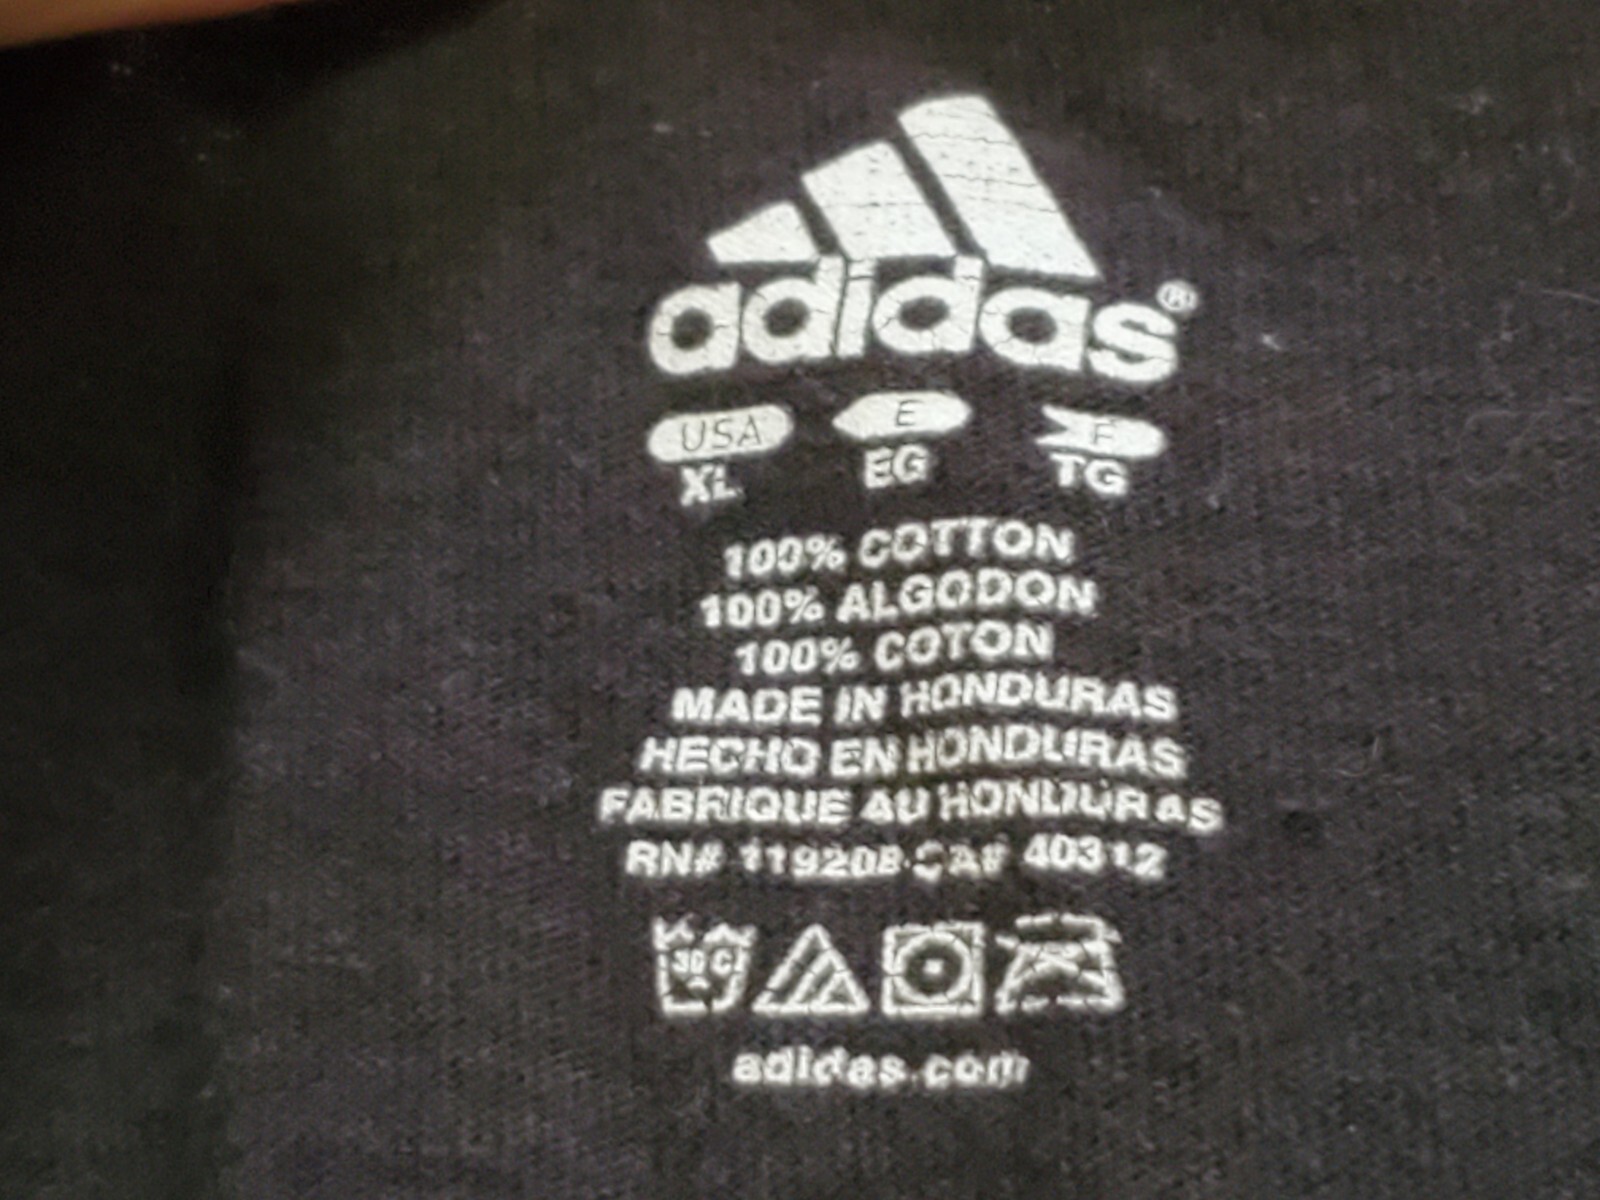 adidas®
USA E F
XL EG TG
100% COTTON
100% ALGODON
100% COTON
MADE IN HONDURAS
HECHO EN HONDURAS
FABRIQUE AU HONDURAS
RN# 119208 CA# 40312
30 C
adidas.com